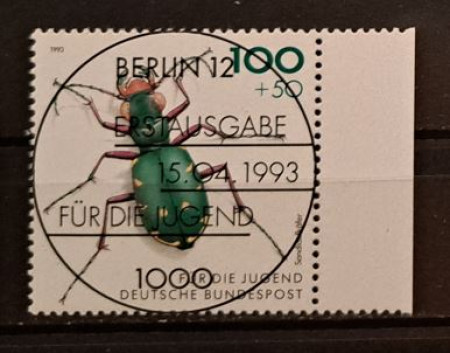 1993
BERLIN 12
100
+50
ERSTAUSGABE
15.04.1993
FÜR DIE JUGEND
1000
FÜR DIE JUGEND
DEUTSCHE BUNDESPOST